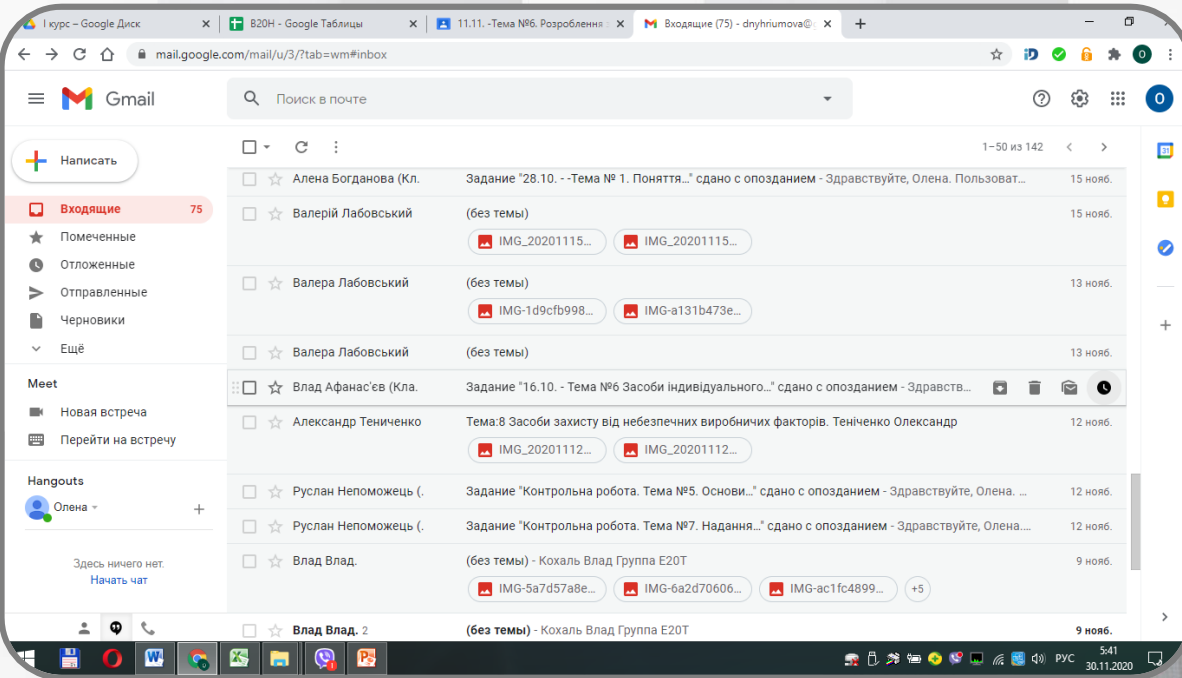 I курс – Google Диск
B20H - Google Таблицы
11.11. -Тема №6. Розроблення
Входящие (75) - dnyhriumova@
mail.google.com/mail/u/3/?tab=wm#inbox
O
Gmail
Поиск в почте
O
Написать
1–50 из 142
31
Алена Богданова (Кл.
Задание "28.10. - -Тема № 1. Поняття..." сдано с опозданием - Здравствуйте, Олена. Пользоват...
15 нояб.
Входящие
75
Валерій Лабовський
(без темы)
15 нояб.
Помеченные
IMG_20201115...
IMG_20201115...
Отложенные
Валера Лабовський
(без темы)
13 нояб.
Отправленные
IMG-1d9cfb998...
IMG-a131b473e...
Черновики
Ещё
Валера Лабовський
(без темы)
13 нояб.
Meet
Влад Афанас'єв (Кла.
Задание "16.10. - Тема №6 Засоби індивідуального..." сдано с опозданием - Здравств...
Новая встреча
Александр Тениченко
Тема:8 Засоби захисту від небезпечних виробничих факторів. Теніченко Олександр
12 нояб.
Перейти на встречу
IMG_20201112...
IMG_20201112...
Hangouts
Руслан Непоможець (.
Задание "Контрольна робота. Тема №5. Основи..." сдано с опозданием - Здравствуйте, Олена. ...
12 нояб.
Олена
Руслан Непоможець (.
Задание "Контрольна робота. Тема №7. Надання..." сдано с опозданием - Здравствуйте, Олена....
12 нояб.
Здесь ничего нет.
Начать чат
Влад Влад.
(без темы) - Кохаль Влад Группа Е20Т
9 нояб.
IMG-5a7d57a8e...
IMG-6a2d70606...
IMG-ac1fc4899...
+5
Влад Влад. 2
(без темы) - Кохаль Влад Группа Е20Т
9 нояб.
РУС
5:41
30.11.2020